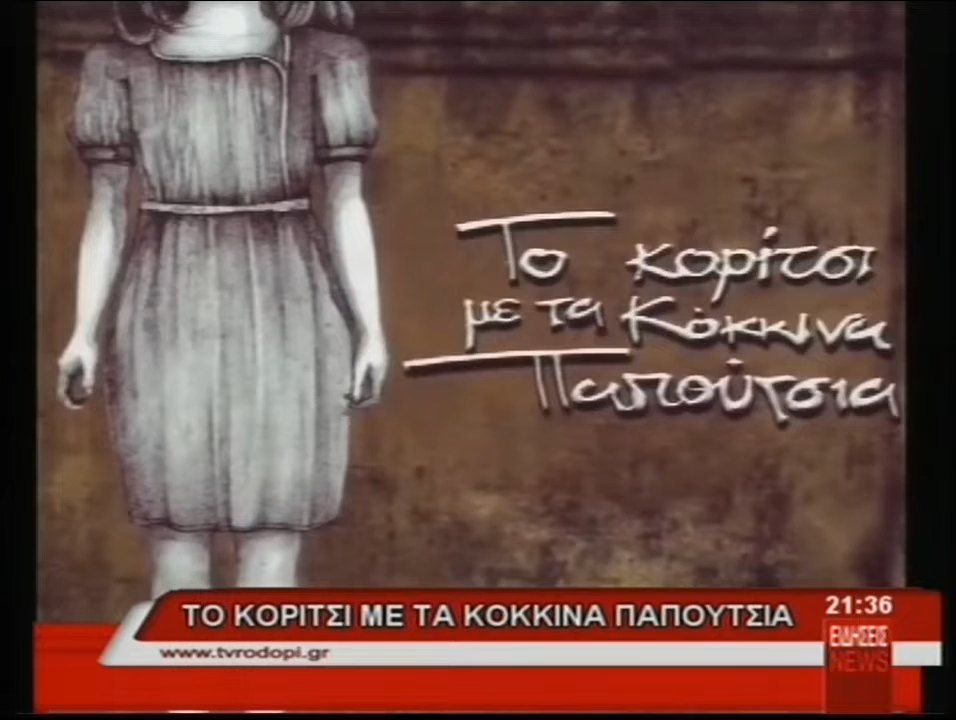 Το κορίτσι
με τα Κόκκινα
Παπούτσια
ΤΟ ΚΟΡΙΤΣΙ ΜΕ ΤΑ ΚΟΚΚΙΝΑ ΠΑΠΟΥΤΣΙΑ
21:36
www.tvrodopi.gr
ΕΙΔΗΣΕΙΣ
NEWS